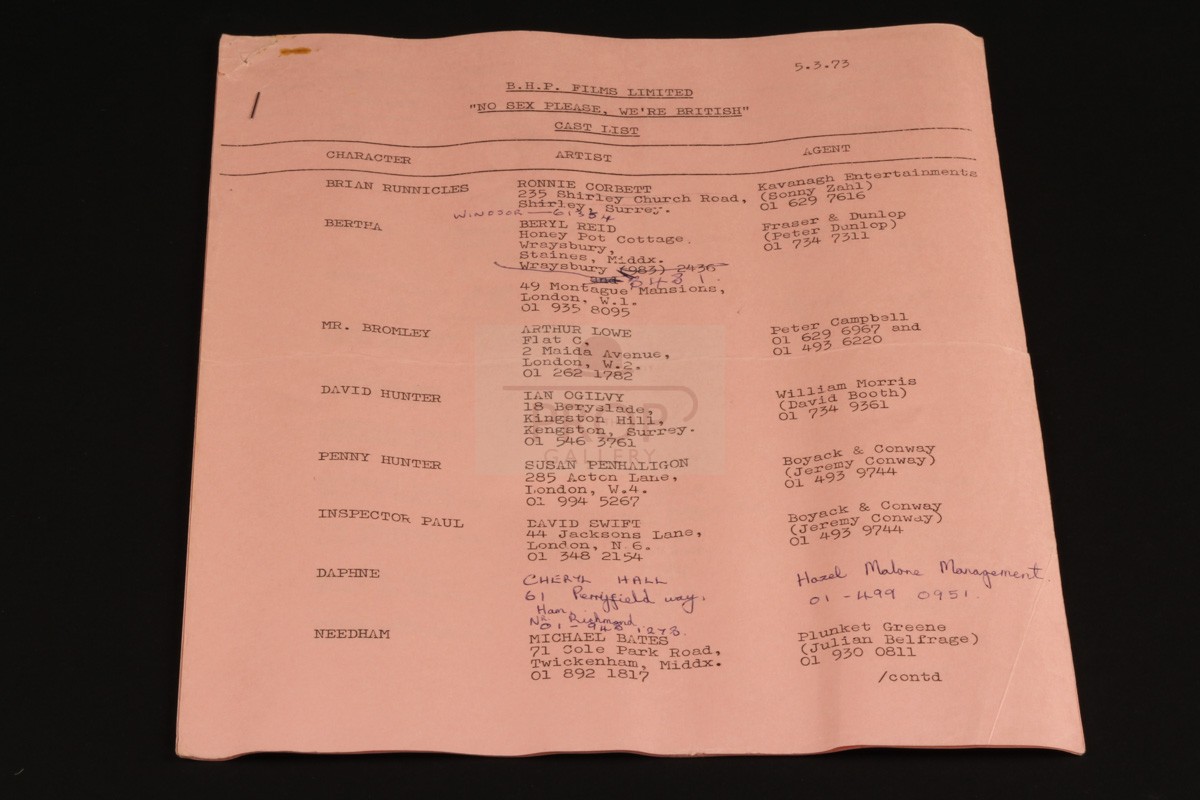 5.3.73
B.H.P. FILMS LIMITED
"NO SEX PLEASE, WE'RE BRITISH"
CAST LIST
CHARACTER ARTIST AGENT
BRIAN RUNNICLES RONNIE CORBETT Kavanagh Entertainments
235 Shirley Church Road, (Sonny Zahl)
Shirley, Surrey. 01 629 7616
WINDSOR —
BERTHA BERYL REID Fraser & Dunlop
Honey Pot Cottage, (Peter Dunlop)
Wraysbury, 01 734 7311
Staines, Middx.
Wraysbury (983) 2436
and 3431.
49 Montague Mansions,
London, W.1.
01 935 8095
MR. BROMLEY ARTHUR LOWE Peter Campbell
Flat C, 01 629 6967 and
2 Maida Avenue, 01 493 6220
London, W.2.
01 262 1782
DAVID HUNTER IAN OGILVY William Morris
18 Beryslade, (David Booth)
Kingston Hill, 01 734 9361
Kengston, Surrey.
01 546 3761
PENNY HUNTER SUSAN PENHALIGON Boyack & Conway
285 Acton Lane, (Jeremy Conway)
London, W.4. 01 493 9744
01 994 5267
INSPECTOR PAUL DAVID SWIFT Boyack & Conway
44 Jacksons Lane, (Jeremy Conway)
London, N 6. 01 493 9744
01 348 2154
DAPHNE CHERYL HALL Hazel Malone Management.
61 Perryfield way, 01 - 499 0951.
Ham,
Nr. Richmond
01 - 948 1273.
NEEDHAM MICHAEL BATES Plunket Greene
71 Cole Park Road, (Julian Belfrage)
Twickenham, Middx. 01 930 0811
01 892 1817
/contd
PROP
GALLERY